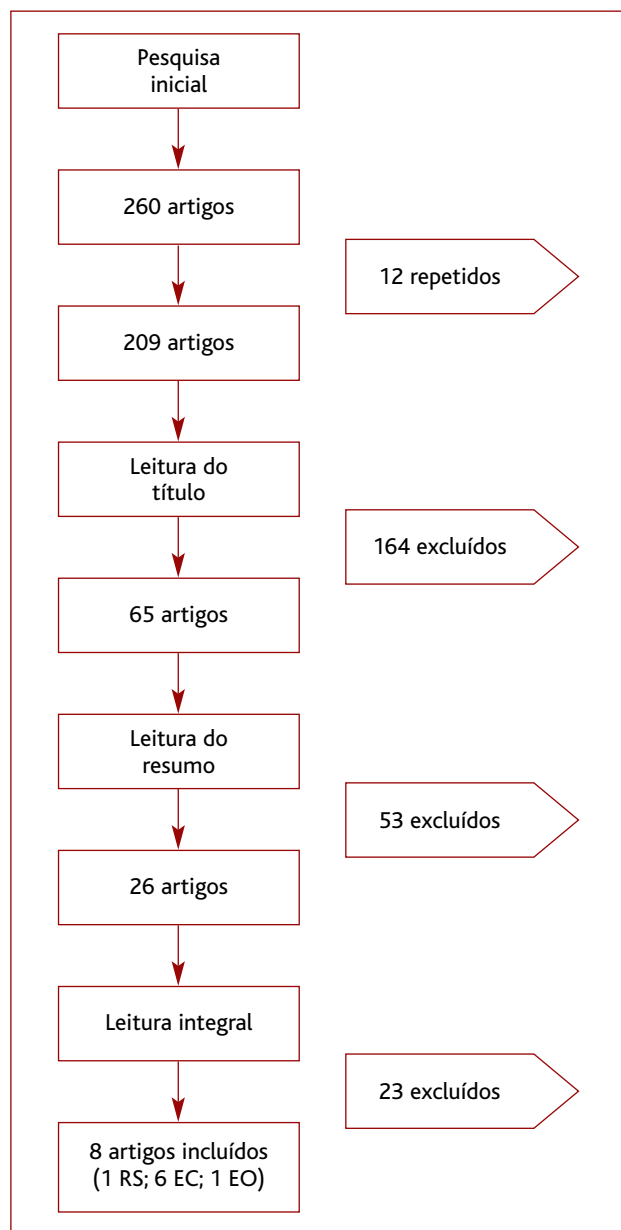 Pesquisa
inicial
260 artigos
12 repetidos
209 artigos
Leitura do
título
164 excluídos
65 artigos
Leitura do
resumo
53 excluídos
26 artigos
Leitura integral
23 excluídos
8 artigos incluídos
(1 RS; 6 EC; 1 EO)